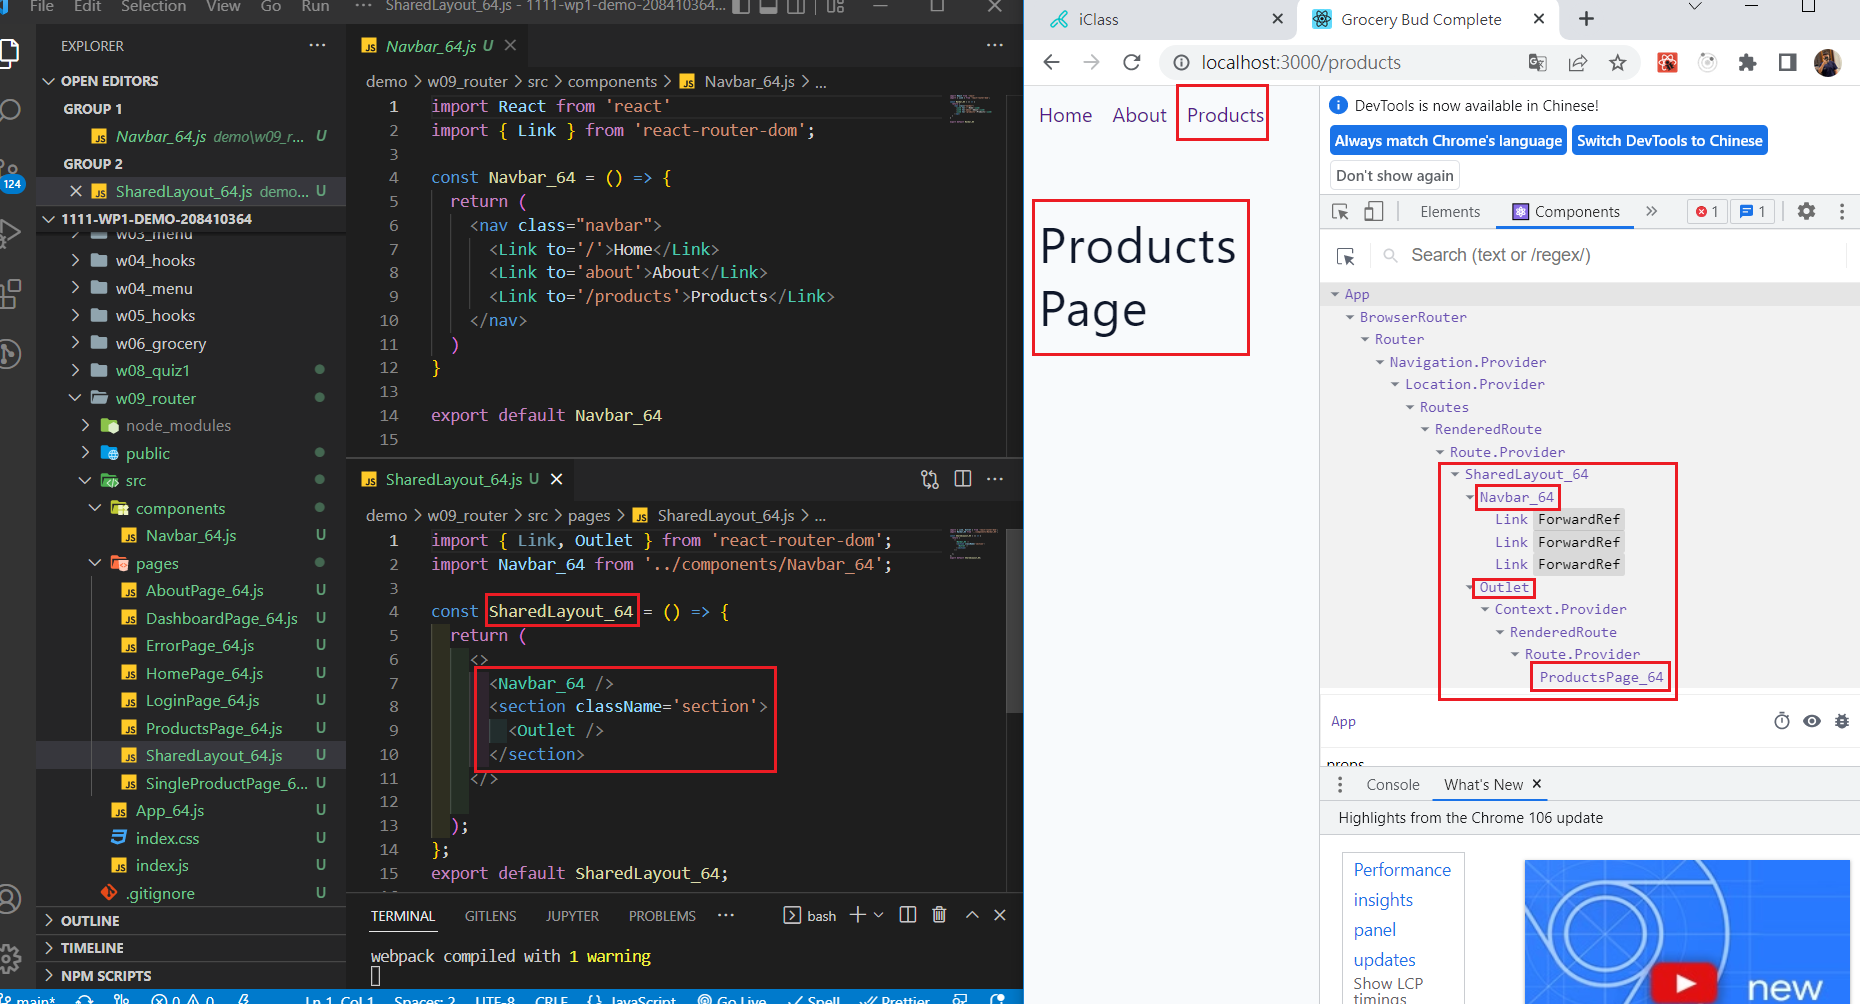 File Edit Selection View Go Run ··· SharedLayout_64.js - 1111-wp1-demo-208410364...
EXPLORER
OPEN EDITORS
GROUP 1
Navbar_64.js demo\w09_r... U
GROUP 2
SharedLayout_64.js demo... U
124
1111-WP1-DEMO-208410364
w03_menu
w04_hooks
w04_menu
w05_hooks
w06_grocery
w08_quiz1
w09_router
node_modules
public
src
components
Navbar_64.js U
pages
AboutPage_64.js U
DashboardPage_64.js U
ErrorPage_64.js U
HomePage_64.js U
LoginPage_64.js U
ProductsPage_64.js U
SharedLayout_64.js U
SingleProductPage_6... U
App_64.js U
index.css U
index.js U
.gitignore U
OUTLINE
TIMELINE
NPM SCRIPTS
Navbar_64.js U
demo > w09_router > src > components > Navbar_64.js > ...
1 import React from 'react'
2 import { Link } from 'react-router-dom';
3
4 const Navbar_64 = () => {
5 return (
6 <nav class="navbar">
7 <Link to='/'>Home</Link>
8 <Link to='about'>About</Link>
9 <Link to='/products'>Products</Link>
10 </nav>
11 )
12 }
13
14 export default Navbar_64
15
SharedLayout_64.js U
demo > w09_router > src > pages > SharedLayout_64.js > ...
1 import { Link, Outlet } from 'react-router-dom';
2 import Navbar_64 from '../components/Navbar_64';
3
4 const SharedLayout_64 = () => {
5 return (
6 <>
7 <Navbar_64 />
8 <section className='section'>
9 <Outlet />
10 </section>
11 </>
12
13 );
14 };
15 export default SharedLayout_64;
TERMINAL GITLENS JUPYTER PROBLEMS ··· bash
webpack compiled with 1 warning
main* 0 0 Ln 1, Col 1 Spaces: 2 UTF-8 CRLF {} JavaScript Go Live Spell Prettier
iClass
Grocery Bud Complete
localhost:3000/products
Home About Products
Products
Page
DevTools is now available in Chinese!
Always match Chrome's language Switch DevTools to Chinese
Don't show again
Elements Components » 1 1
Search (text or /regex/)
App
BrowserRouter
Router
Navigation.Provider
Location.Provider
Routes
RenderedRoute
Route.Provider
SharedLayout_64
Navbar_64
Link ForwardRef
Link ForwardRef
Link ForwardRef
Outlet
Context.Provider
RenderedRoute
Route.Provider
ProductsPage_64
App
props
Console What's New
Highlights from the Chrome 106 update
Performance
insights
panel
updates
Show LCP
timings
new